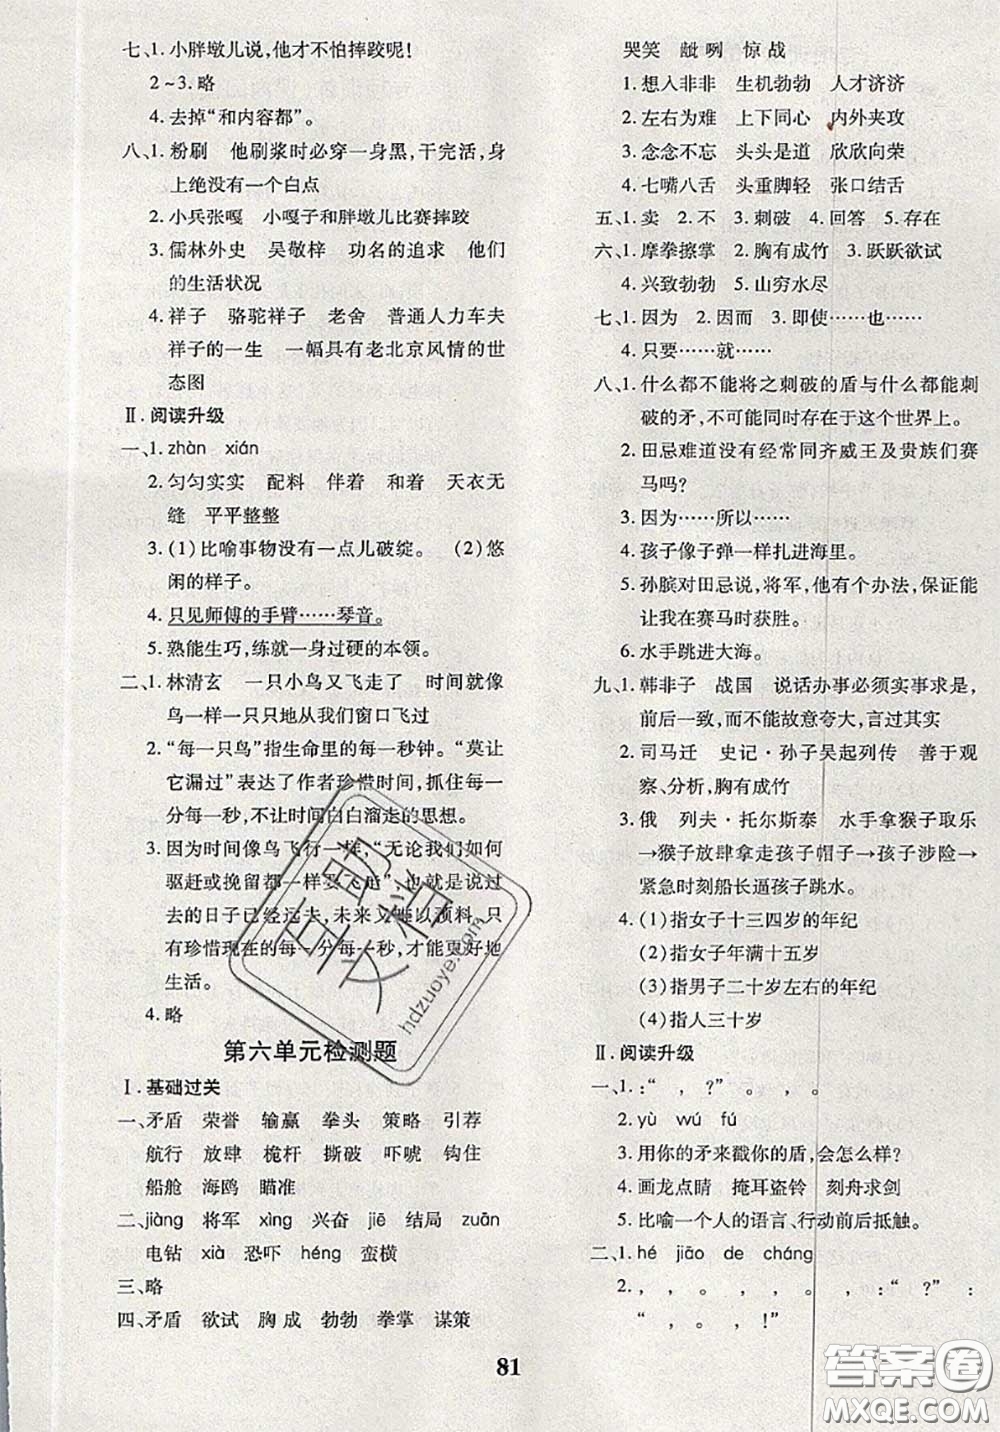 七、1. 小胖墩儿说,他才不怕摔跤呢!
2~3. 略
4. 去掉“和内容都”。
八、1. 粉刷 他刷浆时必穿一身黑,干完活,身
上绝没有一个白点
2. 小兵张嘎 小嘎子和胖墩儿比赛摔跤
3. 儒林外史 吴敬梓 功名的追求 他们
的生活状况
4. 祥子 骆驼祥子 老舍 普通人力车夫
祥子的一生 一幅具有老北京风情的世
态图
Ⅱ. 阅读升级
一、1. zhàn xián
2. 匀匀实实 配料 伴着 和着 天衣无
缝 平平整整
3. (1)比喻事物没有一点儿破绽。 (2)悠
闲的样子。
4. 只见师傅的手臂……琴音。
5. 熟能生巧,练就一身过硬的本领。
二、1. 林清玄 一只小鸟又飞走了 时间就像
鸟一样一只只地从我们窗口飞过
2. “每一只鸟”指生命里的每一秒钟。“莫让
它漏过”表达了作者珍惜时间,抓住每一
分每一秒,不让时间白白溜走的思想。
3. 因为时间像鸟飞行一样,“无论我们如何
驱赶或挽留都一样要飞逝”就是说过
去的日子已经远去,未来又难以预料。只
有珍惜现在的每一分每一秒,才能更好地
生活。
4. 略
第六单元检测题
Ⅰ. 基础过关
一、矛盾 荣誉 输赢 拳头 策略 引荐
航行 放肆 桅杆 撕破 吓唬 钩住
船舱 海鸥 瞄准
二、jiàng 将军 xìng 兴奋 jié 结局 zuān
电钻 xià 恐吓 héng 蛮横
三、略
四、矛盾 欲试 胸 成 勃勃 拳掌 谋策
哭笑 龇 咧 惊 战
1. 想入非非 生机勃勃 人才济济
2. 左右为难 上下同心 内外夹攻
3. 念念不忘 头头是道 欣欣向荣
4. 七嘴八舌 头重脚轻 张口结舌
五、1. 卖 2. 不 3. 刺破 4. 回答 5. 存在
六、1. 摩拳擦掌 2. 胸有成竹 3. 跃跃欲试
4. 兴致勃勃 5. 山穷水尽
七、1. 因为 2. 因而 3. 即使……也……
4. 只要……就……
八、1. 什么都不能将之刺破的盾与什么都能刺
破的矛,不可能同时存在于这个世界上。
2. 田忌难道没有经常同齐威王及贵族们赛
马吗?
3. 因为……所以……
4. 孩子像子弹一样扎进海里。
5. 孙膑对田忌说,将军,他有个办法,保证能
让我在赛马时获胜。
6. 水手跳进大海。
九、1. 韩非子 战国 说话办事必须实事求是,
前后一致,而不能故意夸大,言过其实
2. 司马迁 史记·孙子吴起列传 善于观
察、分析,胸有成竹
3. 俄 列夫·托尔斯泰 水手拿猴子取乐
→猴子放肆拿走孩子帽子→孩子涉险→
紧急时刻船长逼孩子跳水。
4. (1)指女子十三四岁的年纪
(2)指女子年满十五岁
(3)指男子二十岁左右的年纪
(4)指人三十岁
Ⅱ. 阅读升级
一、1. :“ , ?” 。 , 。
2. yù wú fú
3. 用你的矛来戳你的盾,会怎么样?
4. 画龙点睛 掩耳盗铃 刻舟求剑
5. 比喻一个人的语言、行动前后抵触。
二、1. hé jiāo de cháng
2. , 。 , , 。 :“ ?” :
“ , 。 ,!”
81
互助文档
hdzuoye.com
答案圈
MXQE.COM